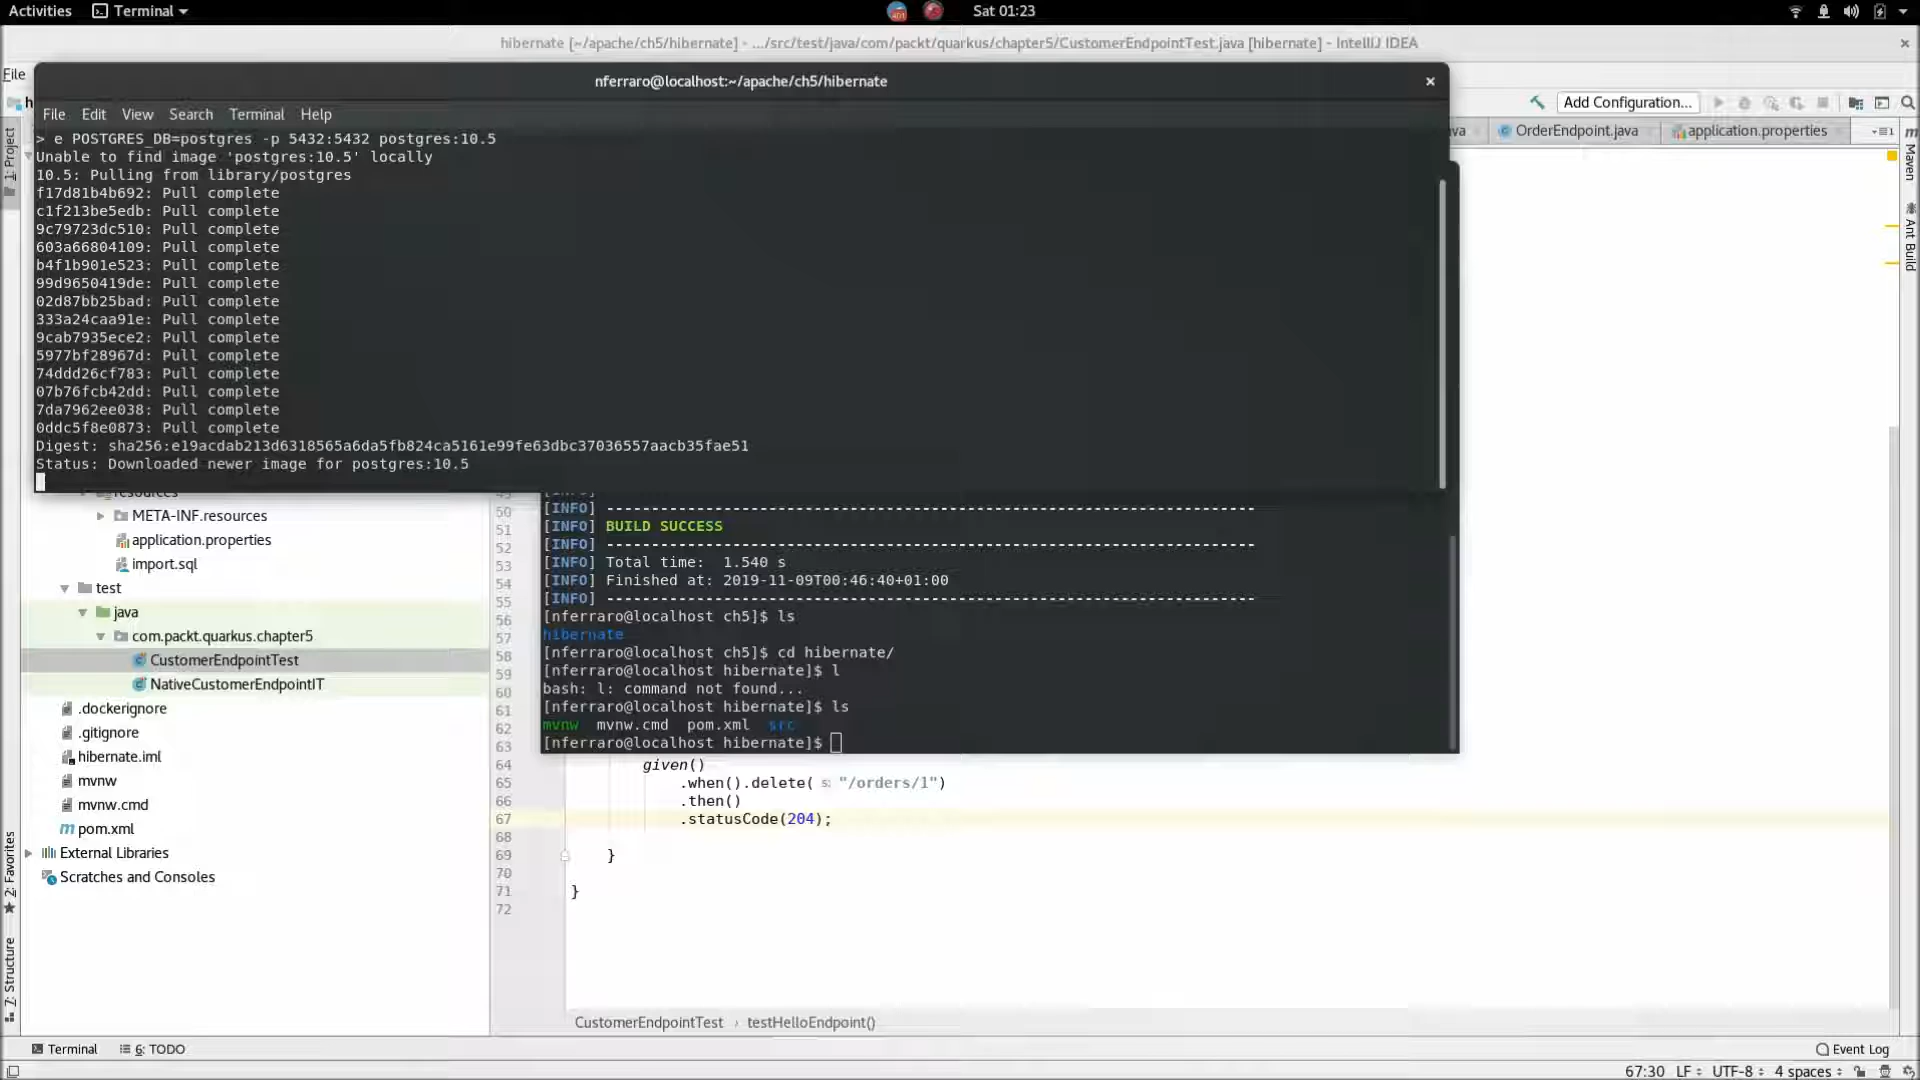 Activities Terminal Sat 01:23
hibernate [~/apache/ch5/hibernate] - .../src/test/java/com/packt/quarkus/chapter5/CustomerEndpointTest.java [hibernate] - IntelliJ IDEA
File
nferraro@localhost:~/apache/ch5/hibernate
Add Configuration...
File Edit View Search Terminal Help
OrderEndpoint.java application.properties
> e POSTGRES_DB=postgres -p 5432:5432 postgres:10.5
Unable to find image 'postgres:10.5' locally
10.5: Pulling from library/postgres
f17d81b4b692: Pull complete
c1f213be5edb: Pull complete
9c79723dc510: Pull complete
603a66804109: Pull complete
b4f1b901e523: Pull complete
99d9650419de: Pull complete
02d87bb25bad: Pull complete
333a24caa91e: Pull complete
9cab7935ece2: Pull complete
5977bf28967d: Pull complete
74ddd26cf783: Pull complete
07b76fcb42dd: Pull complete
7da7962ee038: Pull complete
0ddc5f8e0873: Pull complete
Digest: sha256:e19acdab213d6318565a6da5fb824ca5161e99fe63dbc37036557aacb35fae51
Status: Downloaded newer image for postgres:10.5
1: Project
Maven
Ant Build
resources
META-INF.resources
application.properties
import.sql
test
java
com.packt.quarkus.chapter5
CustomerEndpointTest
NativeCustomerEndpointIT
.dockerignore
.gitignore
hibernate.iml
mvnw
mvnw.cmd
pom.xml
External Libraries
Scratches and Consoles
2: Favorites
7: Structure
50 [INFO] ------------------------------------------------------------------------
51 [INFO] BUILD SUCCESS
52 [INFO] ------------------------------------------------------------------------
53 [INFO] Total time: 1.540 s
54 [INFO] Finished at: 2019-11-09T00:46:40+01:00
55 [INFO] ------------------------------------------------------------------------
56 [nferraro@localhost ch5]$ ls
57 hibernate
58 [nferraro@localhost ch5]$ cd hibernate/
59 [nferraro@localhost hibernate]$ l
60 bash: l: command not found...
61 [nferraro@localhost hibernate]$ ls
62 mvnw mvnw.cmd pom.xml src
63 [nferraro@localhost hibernate]$
64 given()
65 .when().delete( s: "/orders/1")
66 .then()
67 .statusCode(204);
68
69 }
70
71 }
72
CustomerEndpointTest › testHelloEndpoint()
Terminal 6: TODO Event Log
67:30 LF UTF-8 4 spaces